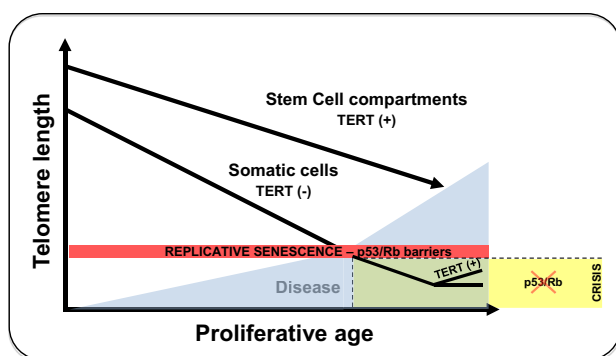 Telomere length
Stem Cell compartments
TERT (+)
Somatic cells
TERT (-)
REPLICATIVE SENESCENCE – p53/Rb barriers
Disease
TERT (+)
p53/Rb
CRISIS
Proliferative age